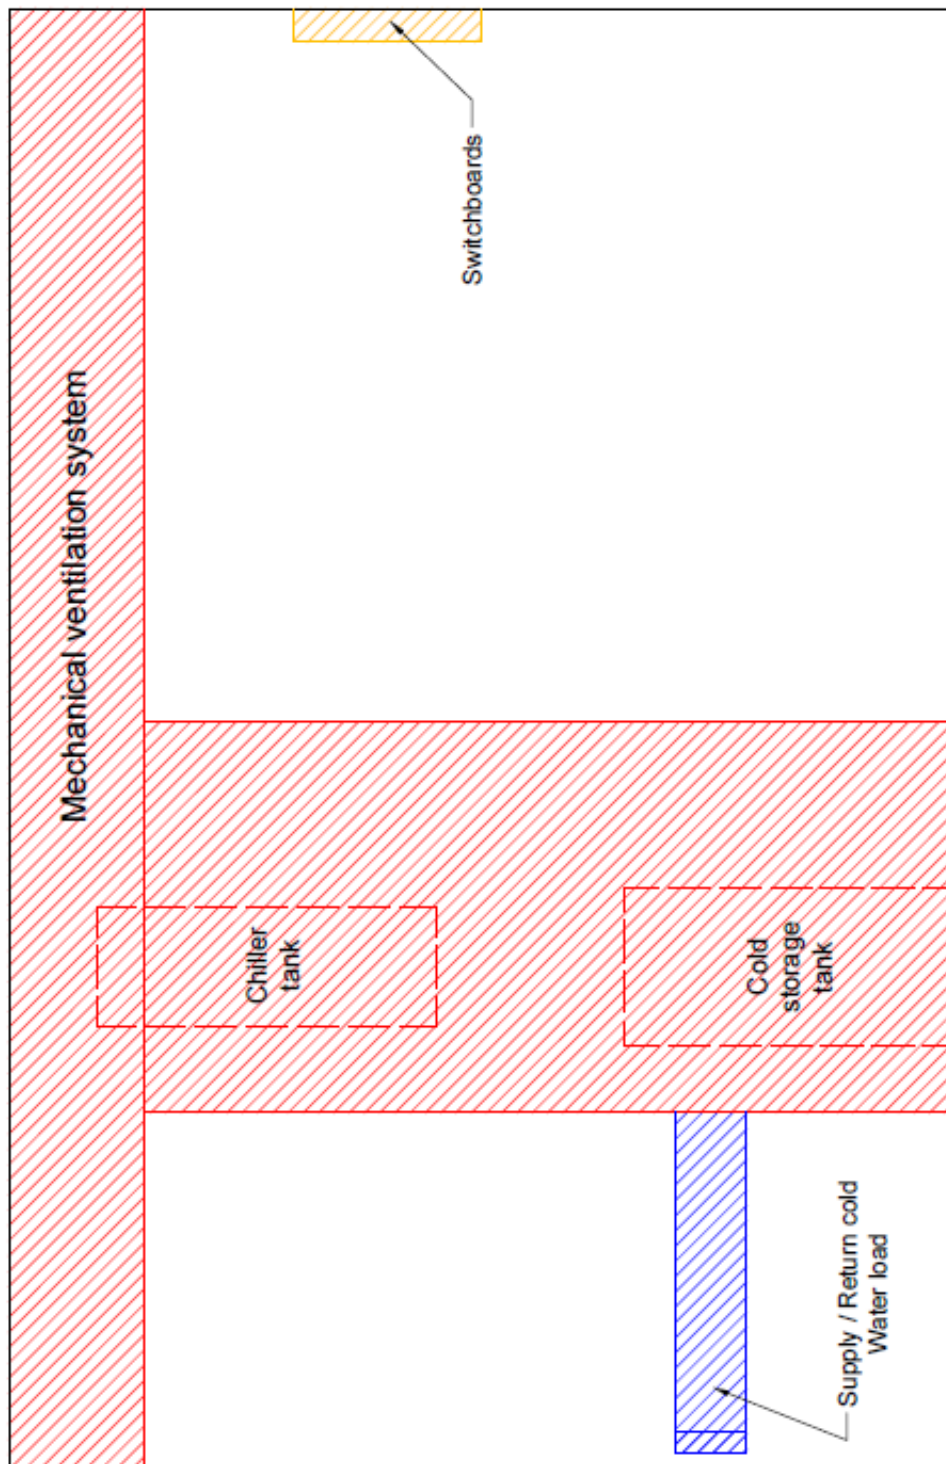 Mechanical ventilation system
Switchboards
Chiller
tank
Cold
storage
tank
Supply / Return cold
Water load